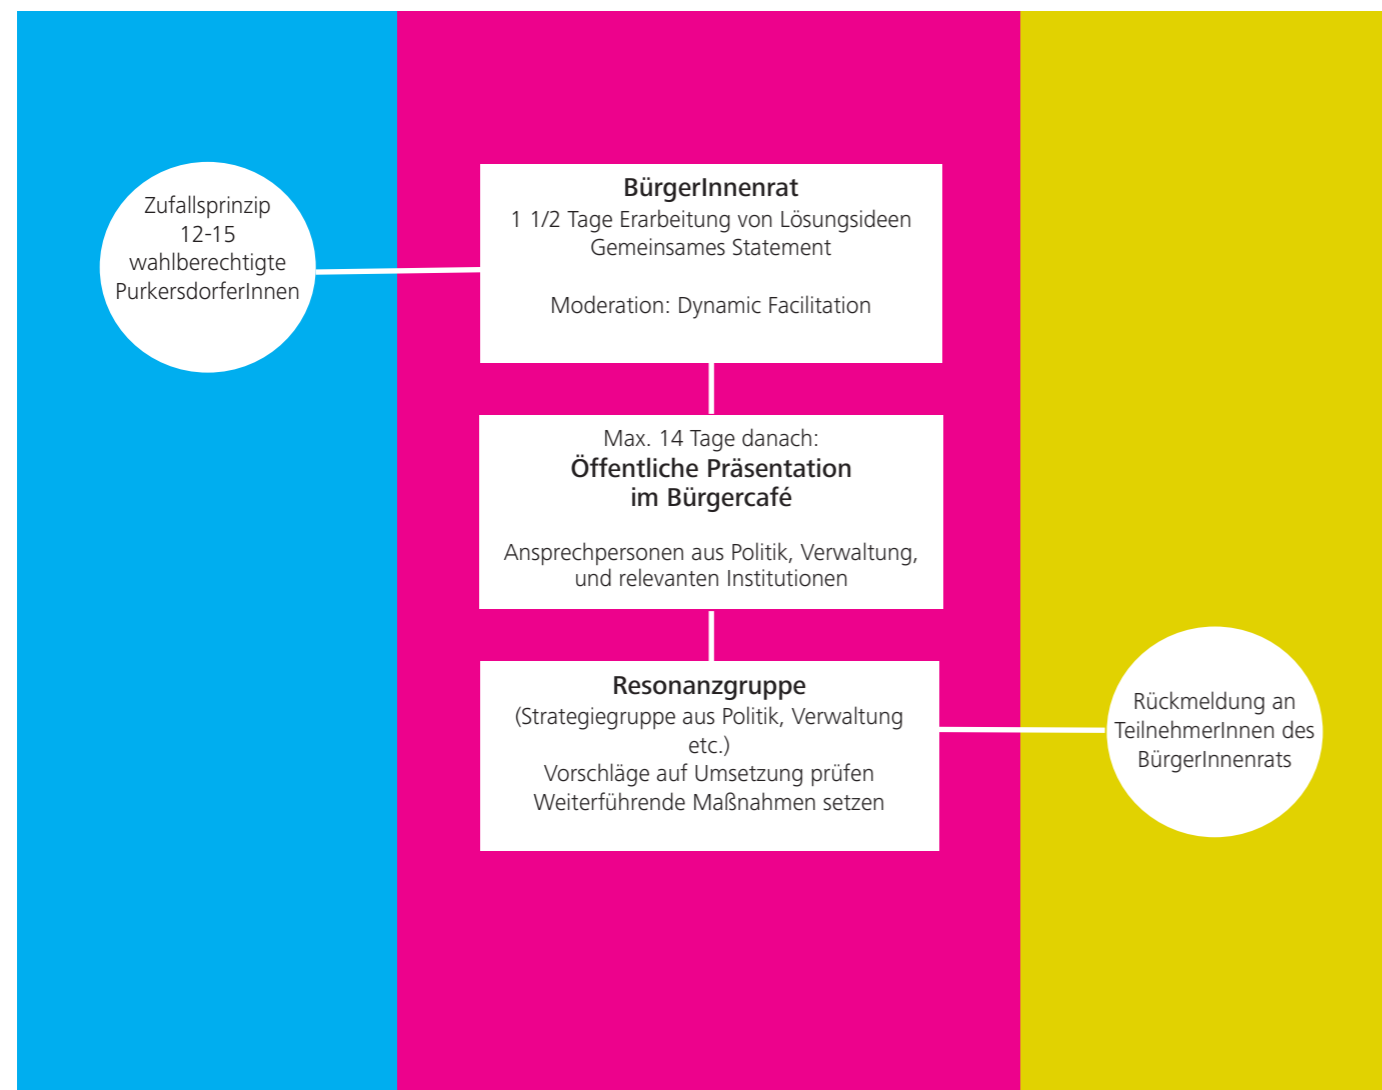 Zufallsprinzip
12-15
wahlberechtigte
PurkersdorferInnen
BürgerInnenrat
1 1/2 Tage Erarbeitung von Lösungsideen
Gemeinsames Statement
Moderation: Dynamic Facilitation
Max. 14 Tage danach:
Öffentliche Präsentation
im Bürgercafé
Ansprechpersonen aus Politik, Verwaltung,
und relevanten Institutionen
Resonanzgruppe
(Strategiegruppe aus Politik, Verwaltung
etc.)
Vorschläge auf Umsetzung prüfen
Weiterführende Maßnahmen setzen
Rückmeldung an
TeilnehmerInnen des
BürgerInnenrats